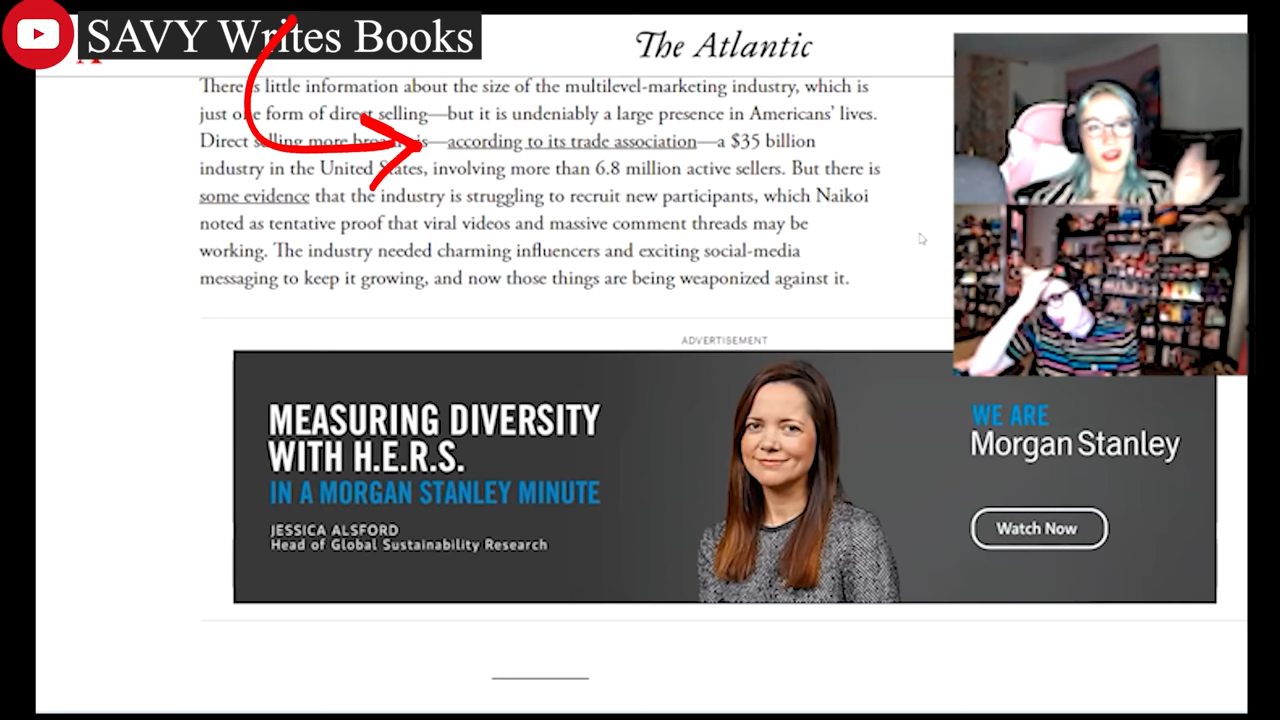 SAVY Writes Books
The Atlantic
There is little information about the size of the multilevel-marketing industry, which is
just one form of direct selling—but it is undeniably a large presence in Americans’ lives.
Direct selling more is—according to its trade association—a $35 billion
industry in the United States, involving more than 6.8 million active sellers. But there is
some evidence that the industry is struggling to recruit new participants, which Naikoi
noted as tentative proof that viral videos and massive comment threads may be
working. The industry needed charming influencers and exciting social-media
messaging to keep it growing, and now those things are being weaponized against it.
ADVERTISEMENT
MEASURING DIVERSITY
WITH H.E.R.S.
IN A MORGAN STANLEY MINUTE
JESSICA ALSFORD
Head of Global Sustainability Research
WE ARE
Morgan Stanley
Watch Now